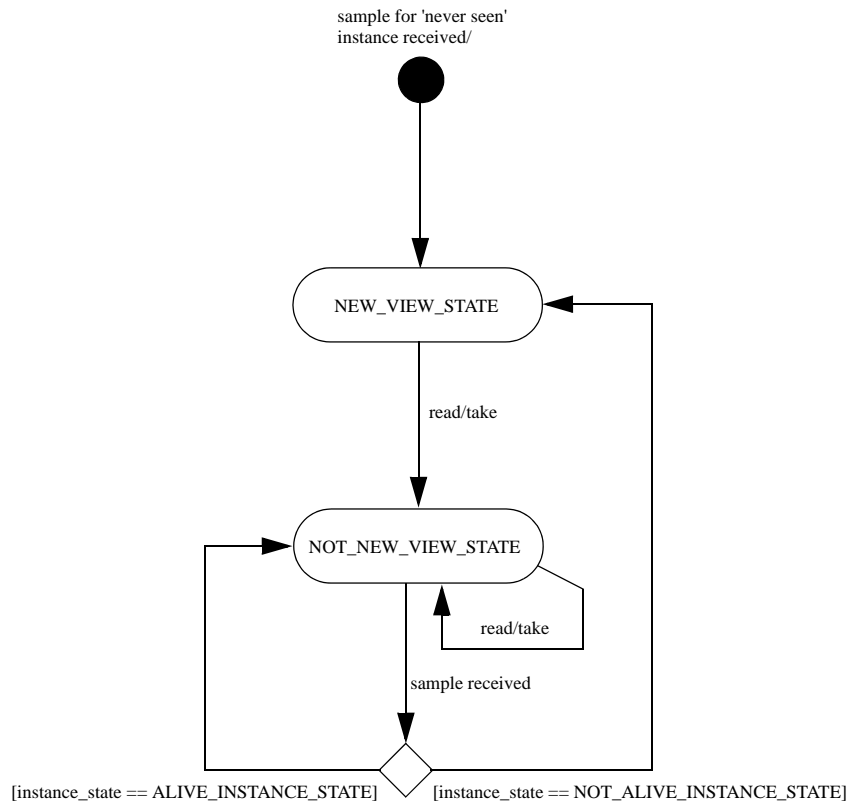 sample for 'never seen'
instance received/
NEW_VIEW_STATE
read/take
NOT_NEW_VIEW_STATE
read/take
sample received
[instance_state == ALIVE_INSTANCE_STATE]
[instance_state == NOT_ALIVE_INSTANCE_STATE]